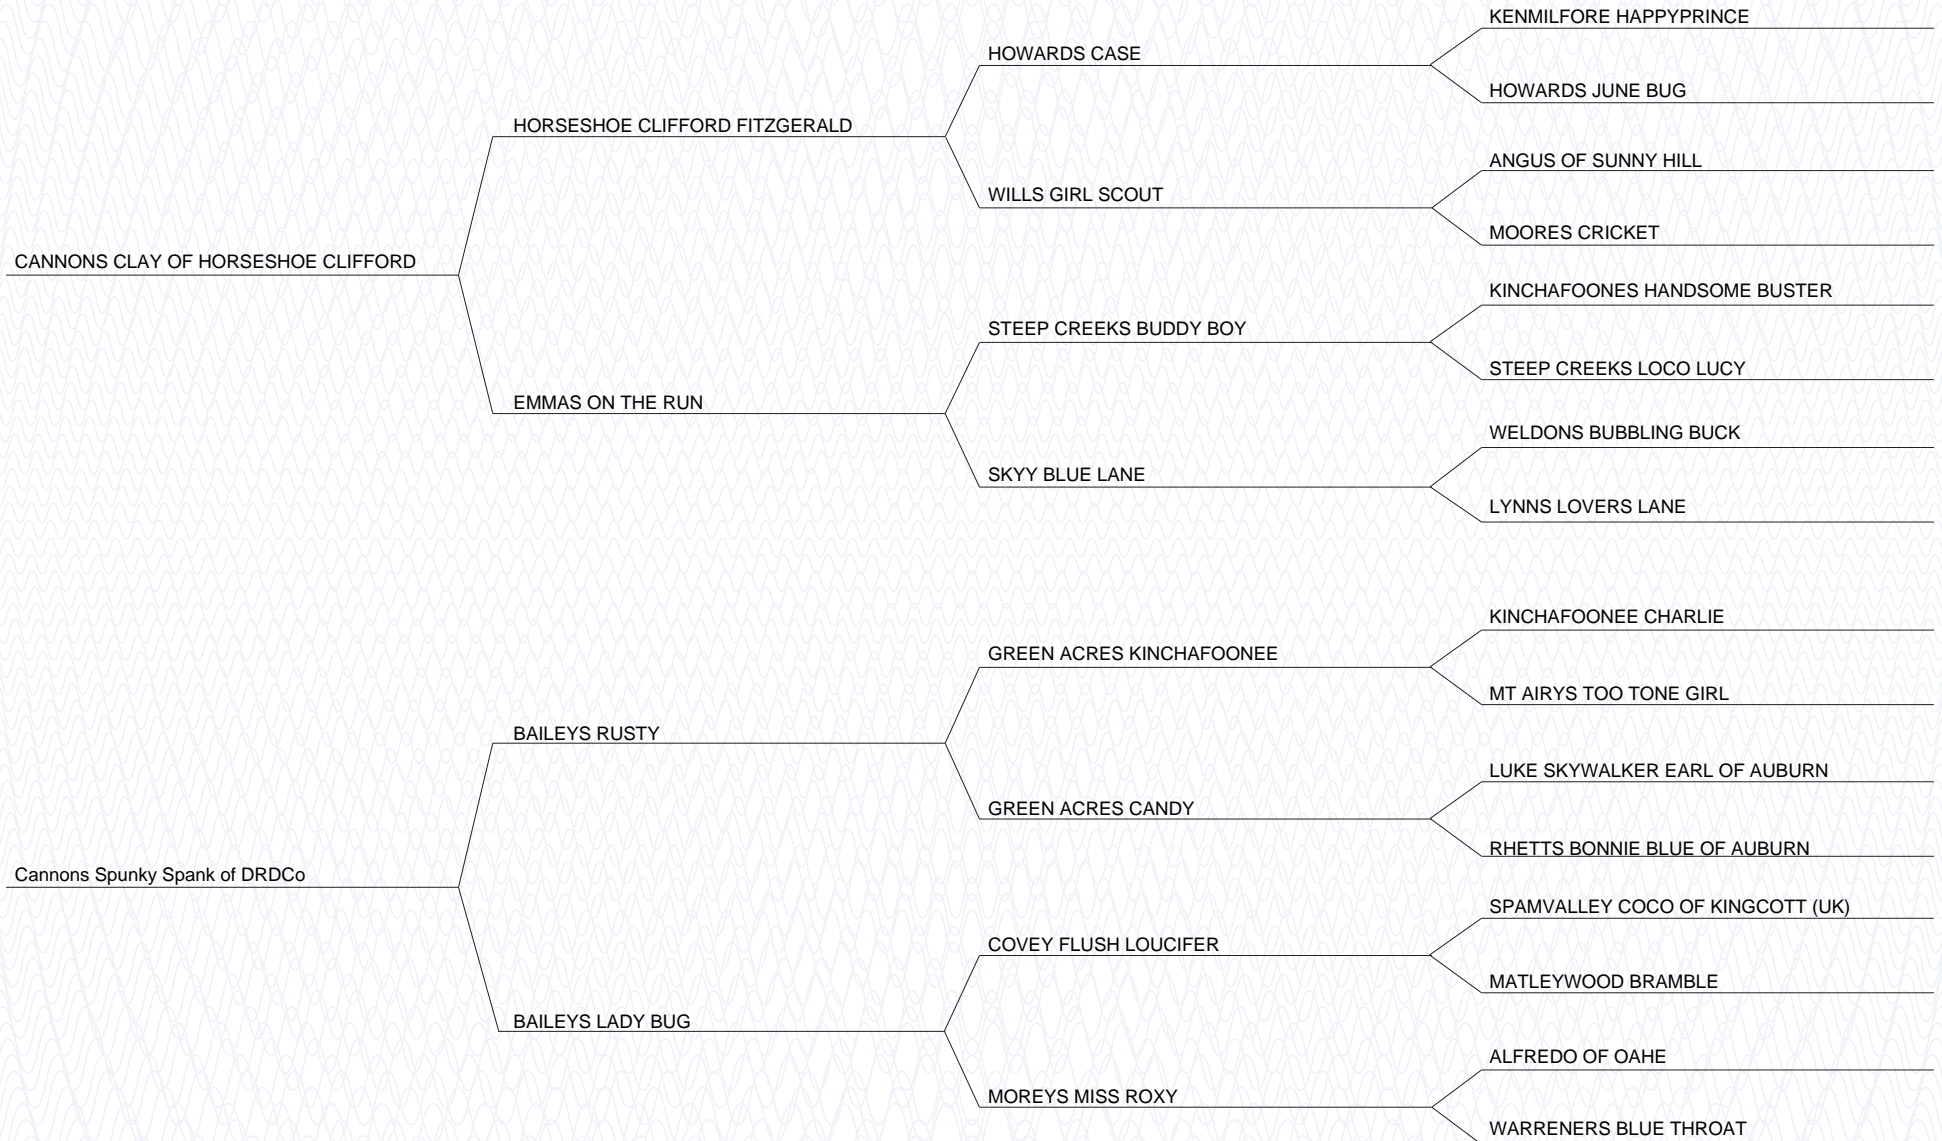 KENMILFORE HAPPYPRINCE
HOWARDS CASE
HOWARDS JUNE BUG
HORSESHOE CLIFFORD FITZGERALD
ANGUS OF SUNNY HILL
WILLS GIRL SCOUT
MOORES CRICKET
CANNONS CLAY OF HORSESHOE CLIFFORD
KINCHAFOONES HANDSOME BUSTER
STEEP CREEKS BUDDY BOY
STEEP CREEKS LOCO LUCY
EMMAS ON THE RUN
WELDONS BUBBLING BUCK
SKYY BLUE LANE
LYNNS LOVERS LANE
KINCHAFOONEE CHARLIE
GREEN ACRES KINCHAFOONEE
MT AIRYS TOO TONE GIRL
BAILEYS RUSTY
LUKE SKYWALKER EARL OF AUBURN
GREEN ACRES CANDY
RHETTS BONNIE BLUE OF AUBURN
Cannons Spunky Spank of DRDCo
SPAMVALLEY COCO OF KINGCOTT (UK)
COVEY FLUSH LOUCIFER
MATLEYWOOD BRAMBLE
BAILEYS LADY BUG
ALFREDO OF OAHE
MOREYS MISS ROXY
WARRENERS BLUE THROAT